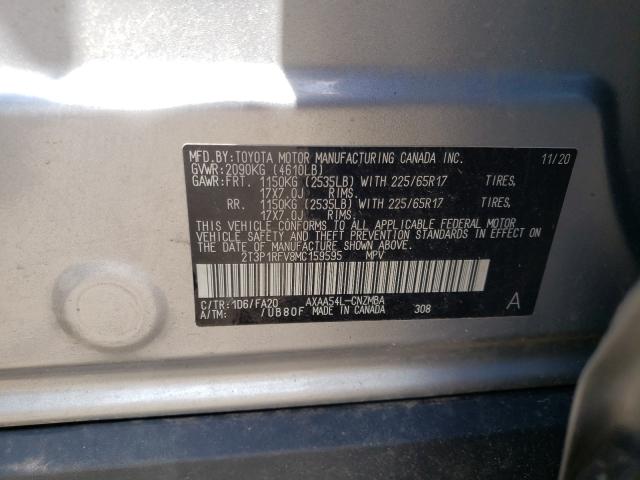 MFD.BY:TOYOTA MOTOR MANUFACTURING CANADA INC. 11/20
GVWR:2090KG (4610LB)
GAWR:FRT. 1150KG (2535LB) WITH 225/65R17 TIRES,
17X7.0J RIMS.
RR. 1150KG (2535LB) WITH 225/65R17 TIRES,
17X7.0J RIMS.
THIS VEHICLE CONFORMS TO ALL APPLICABLE FEDERAL MOTOR
VEHICLE SAFETY AND THEFT PREVENTION STANDARDS IN EFFECT
ON THE DATE OF MANUFACTURE SHOWN ABOVE.
2T3P1RFV8MC159595 MPV
C/TR:1D6/FA20 AXAA54L-CNZMBA
A/TM: /UB80F MADE IN CANADA 308 A